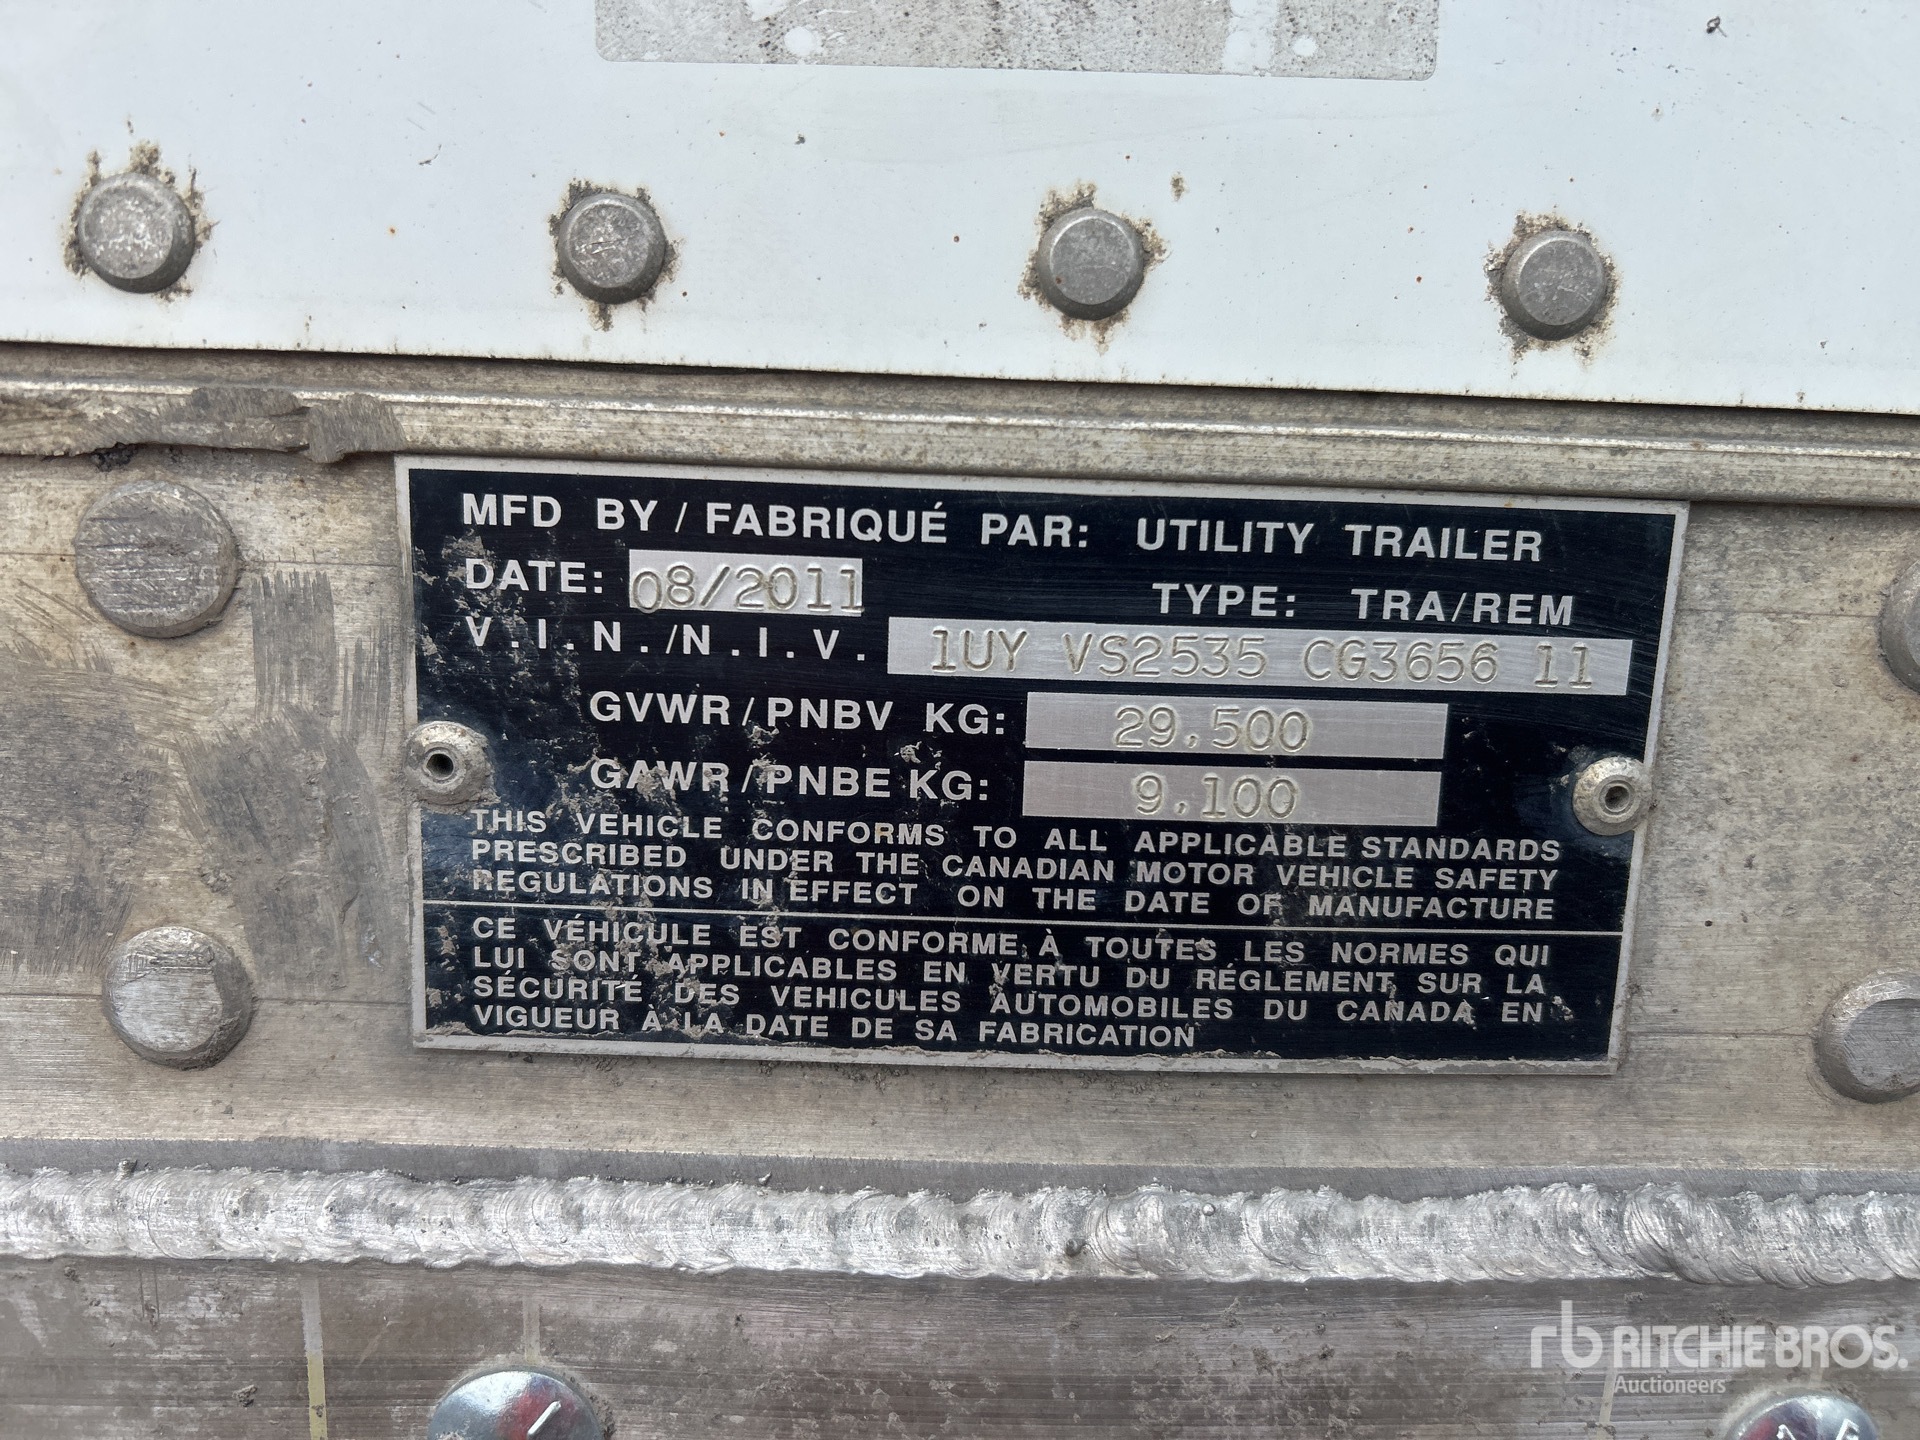 MFD BY / FABRIQUÉ PAR: UTILITY TRAILER
DATE: 08/2011 TYPE: TRA/REM
V.I.N./N.I.V. 1UY VS2535 CG3656 11
GVWR/PNBV KG: 29,500
GAWR/PNBE KG: 9,100
THIS VEHICLE CONFORMS TO ALL APPLICABLE STANDARDS
PRESCRIBED UNDER THE CANADIAN MOTOR VEHICLE SAFETY
REGULATIONS IN EFFECT ON THE DATE OF MANUFACTURE
CE VÉHICULE EST CONFORME À TOUTES LES NORMES QUI
LUI SONT APPLICABLES EN VERTU DU RÉGLEMENT SUR LA
SÉCURITÉ DES VEHICULES AUTOMOBILES DU CANADA EN
VIGUEUR À LA DATE DE SA FABRICATION
rb RITCHIE BROS.
Auctioneers